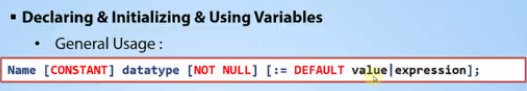 ▪ Declaring & Initializing & Using Variables
• General Usage :
Name [CONSTANT] datatype [NOT NULL] [:= DEFAULT value|expression];